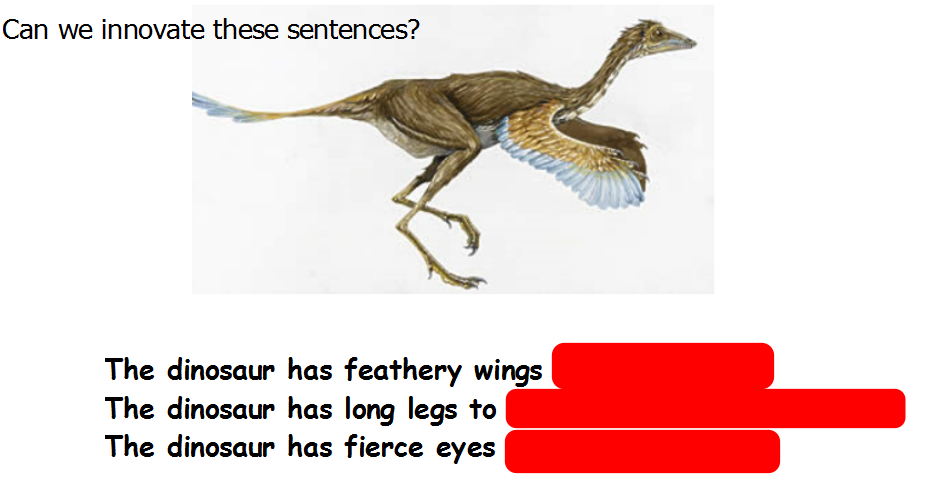 Can we innovate these sentences?
The dinosaur has feathery wings
The dinosaur has long legs to
The dinosaur has fierce eyes